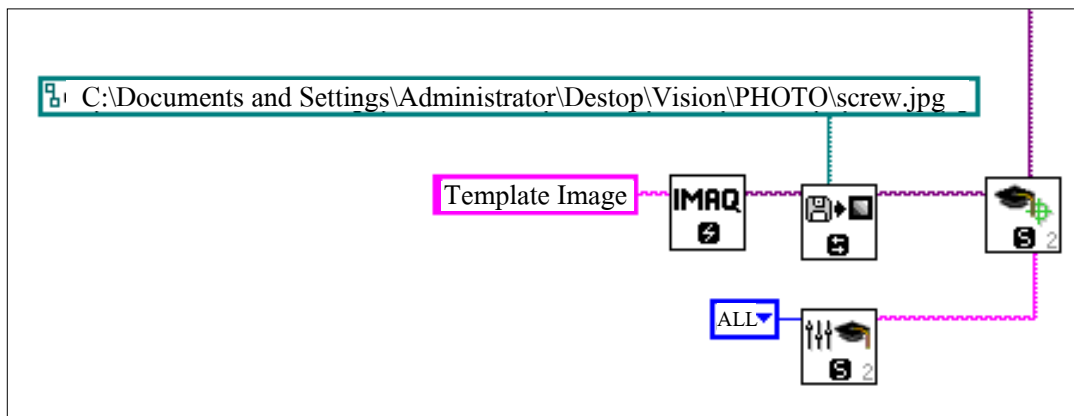 C:\Documents and Settings\Administrator\Destop\Vision\PHOTO\screw.jpg
Template Image
IMAQ
S 2
ALL
S 2